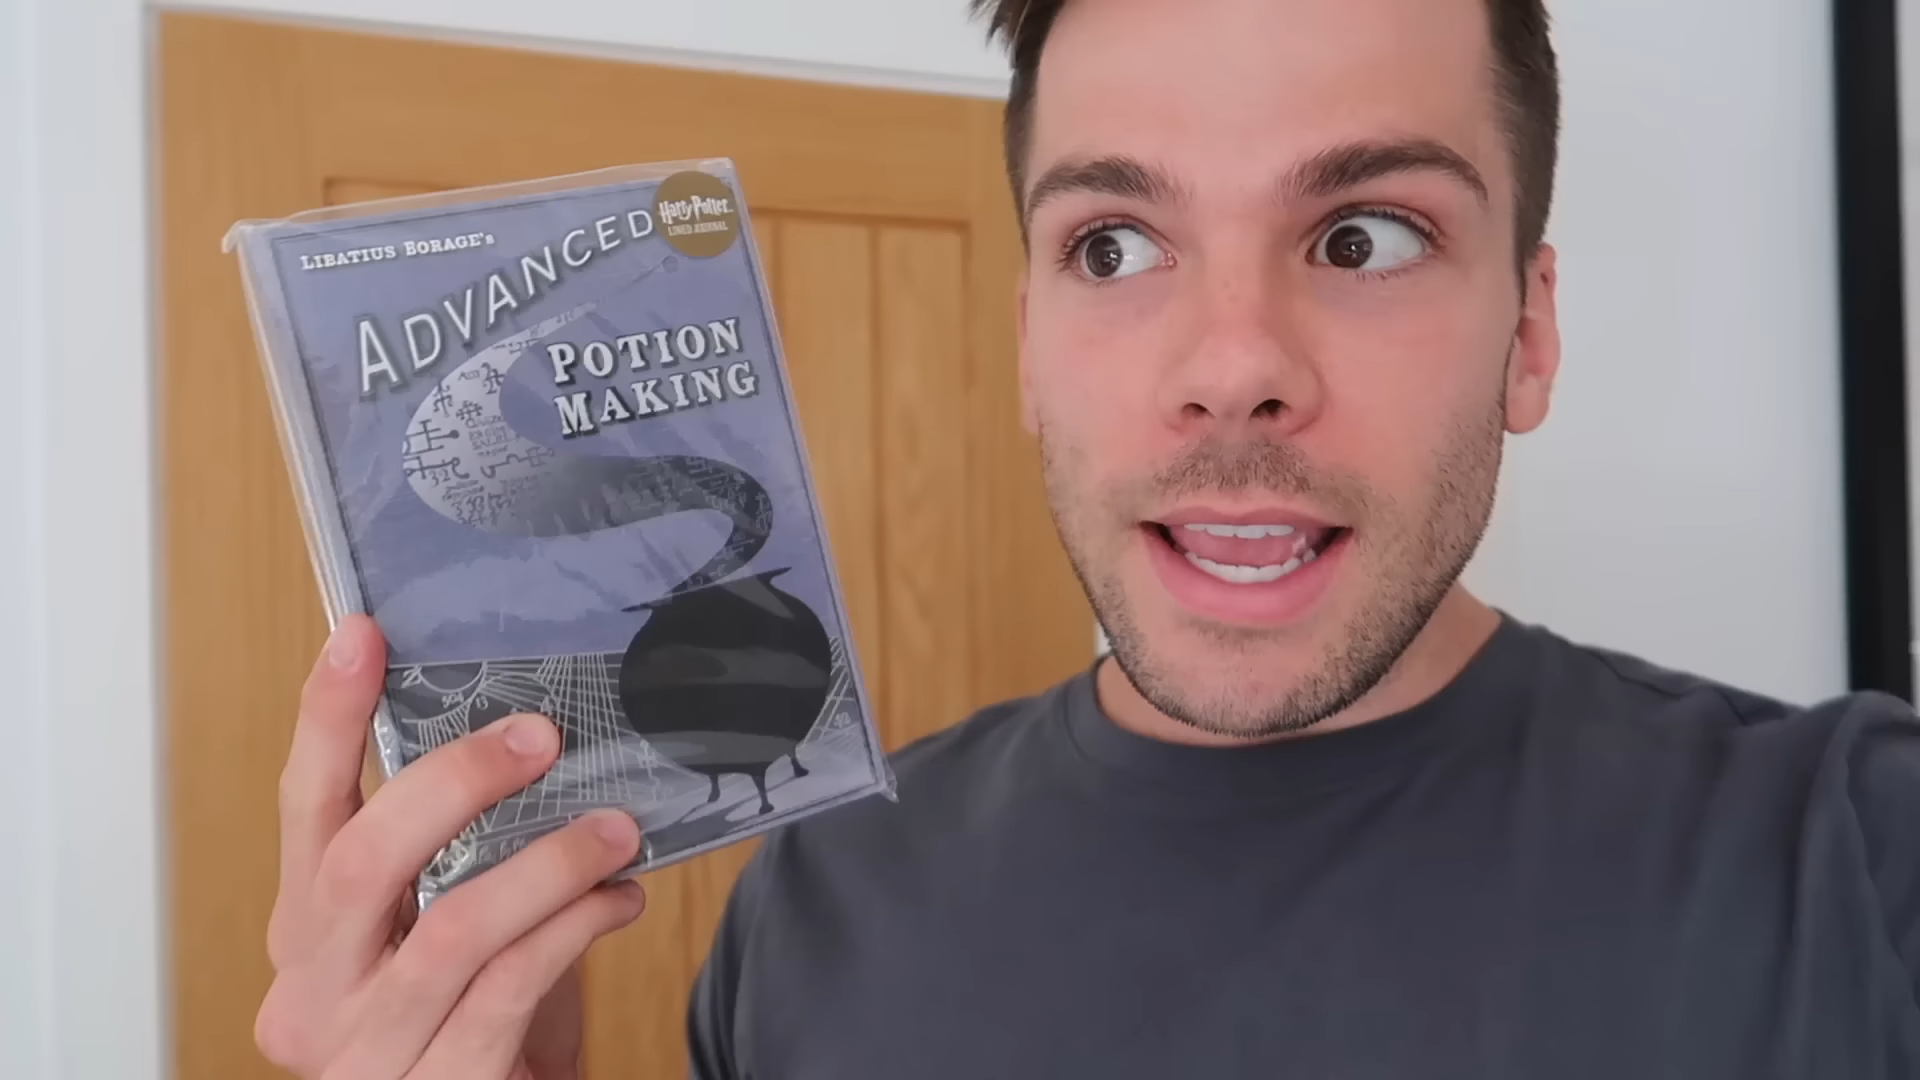 LIBATIUS BORAGE'S
ADVANCED
Harry Potter
LINED JOURNAL
POTION
MAKING